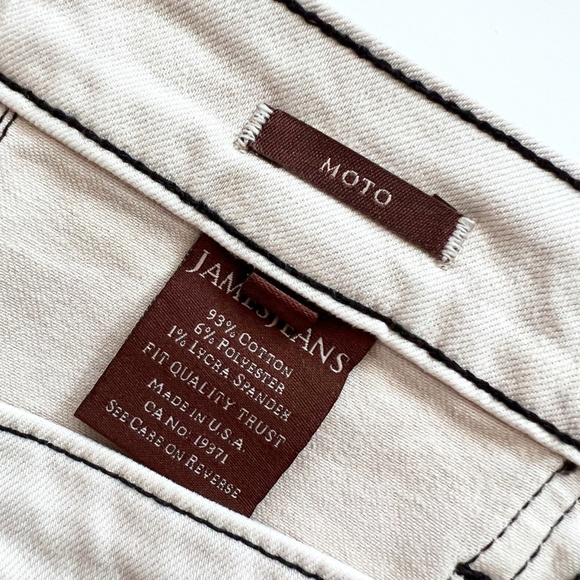 MOTO
JAMES JEANS
93% COTTON
6% POLYESTER
1% LYCRA SPANDEX
FIT QUALITY TRUST
MADE IN U.S.A.
CA NO: 19371
SEE CARE ON REVERSE